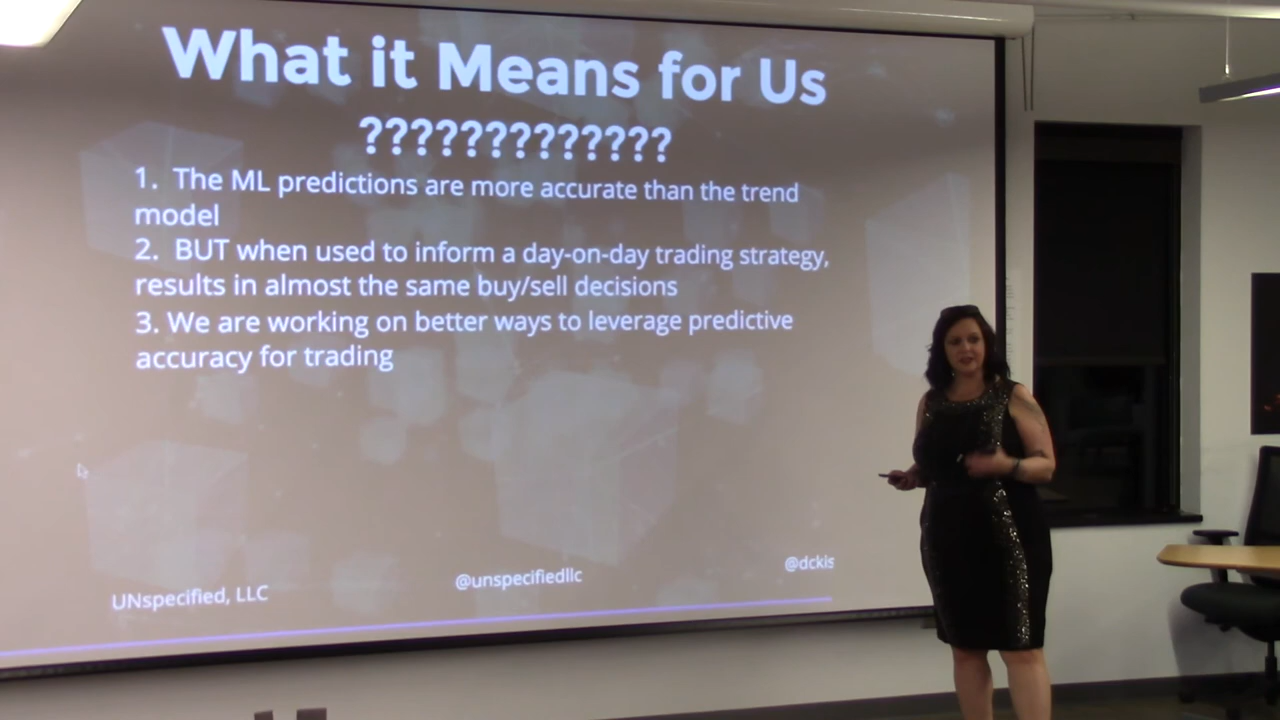 What it Means for Us
?????????????
1. The ML predictions are more accurate than the trend
model
2. BUT when used to inform a day-on-day trading strategy,
results in almost the same buy/sell decisions
3. We are working on better ways to leverage predictive
accuracy for trading
UNspecified, LLC
@unspecifiedllc
@dckis